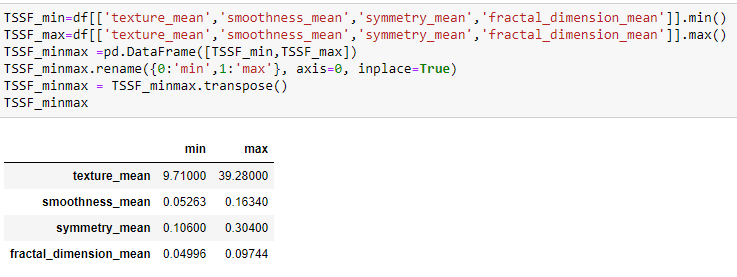 TSSF_min=df[['texture_mean','smoothness_mean','symmetry_mean','fractal_dimension_mean']].min()
TSSF_max=df[['texture_mean','smoothness_mean','symmetry_mean','fractal_dimension_mean']].max()
TSSF_minmax =pd.DataFrame([TSSF_min,TSSF_max])
TSSF_minmax.rename({0:'min',1:'max'}, axis=0, inplace=True)
TSSF_minmax = TSSF_minmax.transpose()
TSSF_minmax
min max
texture_mean 9.71000 39.28000
smoothness_mean 0.05263 0.16340
symmetry_mean 0.10600 0.30400
fractal_dimension_mean 0.04996 0.09744